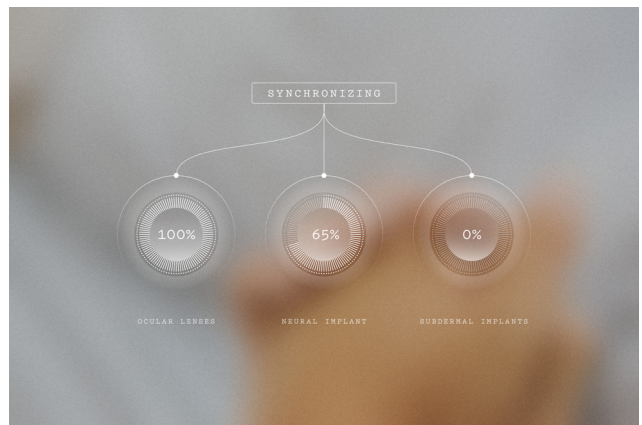 SYNCHRONIZING
100%
65%
0%
OCULAR LENSES
NEURAL IMPLANT
SUBDERMAL IMPLANTS